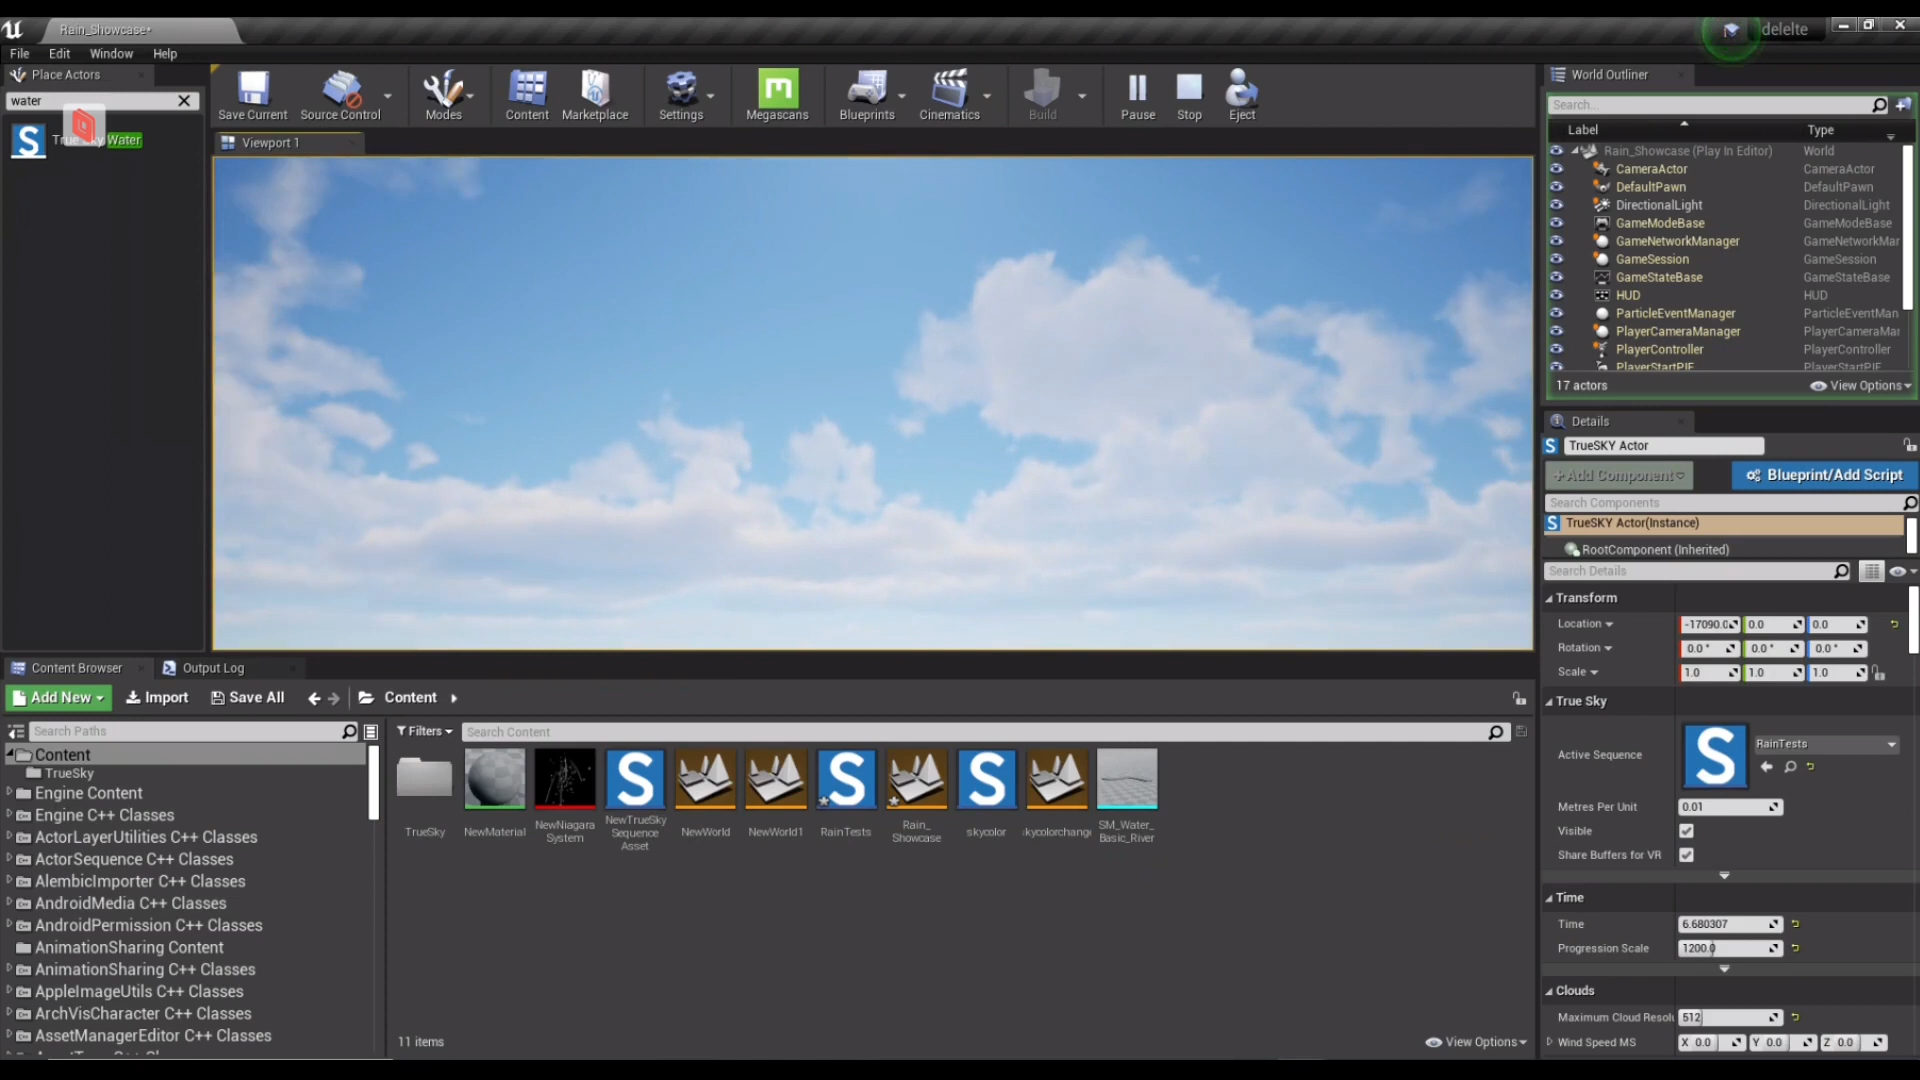 Rain_Showcase•
delelte
File Edit Window Help
Place Actors
water
Water
Save Current
Source Control
Modes
Content
Marketplace
Settings
Megascans
Blueprints
Cinematics
Build
Pause
Stop
Eject
Viewport 1
World Outliner
Search...
Label Type
Rain_Showcase (Play In Editor) World
CameraActor CameraActor
DefaultPawn DefaultPawn
DirectionalLight DirectionalLight
GameModeBase GameModeBase
GameNetworkManager GameNetworkMar
GameSession GameSession
GameStateBase GameStateBase
HUD HUD
ParticleEventManager ParticleEventMan
PlayerCameraManager PlayerCameraMar
PlayerController PlayerController
PlayerStartPIE PlayerStartPIE
17 actors View Options
Details
TrueSKY Actor
+Add Component
Blueprint/Add Script
Search Components
TrueSKY Actor(Instance)
RootComponent (Inherited)
Search Details
Transform
Location -17090.0 0.0 0.0
Rotation 0.0 ° 0.0 ° 0.0 °
Scale 1.0 1.0 1.0
True Sky
Active Sequence S RainTests
Metres Per Unit 0.01
Visible
Share Buffers for VR
Time
Time 6.680307
Progression Scale 1200.0
Clouds
Maximum Cloud Resolu 512
Wind Speed MS X 0.0 Y 0.0 Z 0.0
Content Browser
Output Log
Add New
Import
Save All
Content
Search Paths
Filters
Search Content
Content
TrueSky
Engine Content
Engine C++ Classes
ActorLayerUtilities C++ Classes
ActorSequence C++ Classes
AlembicImporter C++ Classes
AndroidMedia C++ Classes
AndroidPermission C++ Classes
AnimationSharing Content
AnimationSharing C++ Classes
AppleImageUtils C++ Classes
ArchVisCharacter C++ Classes
AssetManagerEditor C++ Classes
TrueSky
NewMaterial
NewNiagara
System
NewTrueSky
Sequence
Asset
NewWorld
NewWorld1
RainTests
Rain_
Showcase
skycolor
kycolorchang
SM_Water_
Basic_River
11 items
View Options